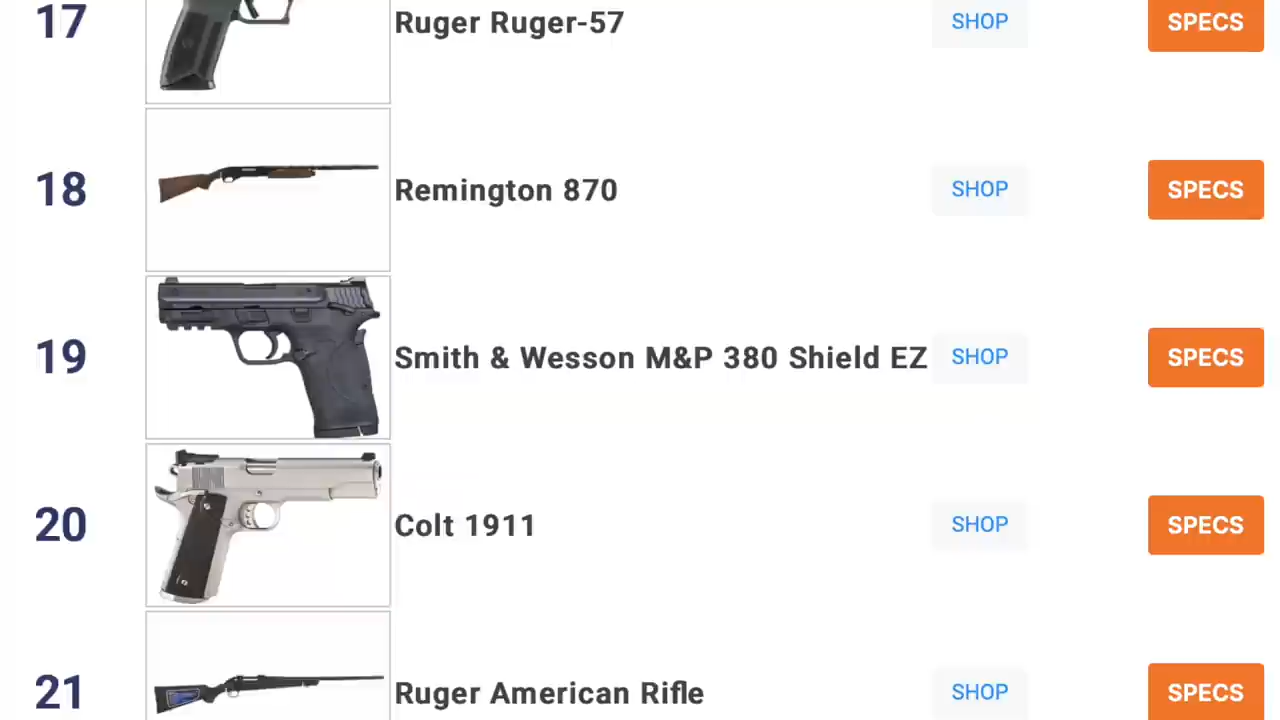 17 Ruger Ruger-57 SHOP SPECS
18 Remington 870 SHOP SPECS
19 Smith & Wesson M&P 380 Shield EZ SHOP SPECS
20 Colt 1911 SHOP SPECS
21 Ruger American Rifle SHOP SPECS